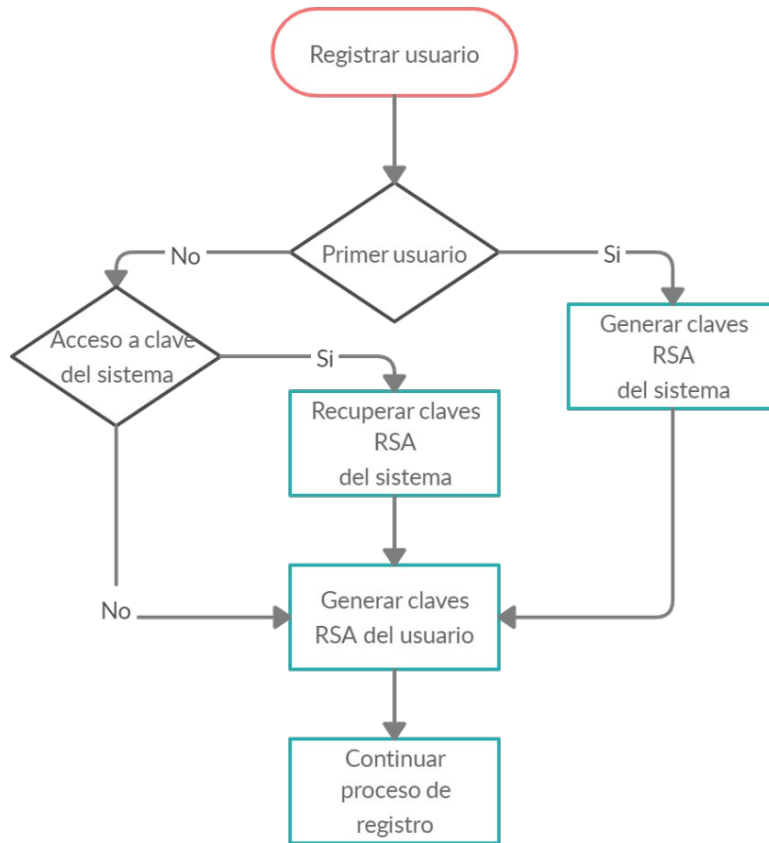 Registrar usuario
Primer usuario
No
Si
Acceso a clave
del sistema
Generar claves
RSA
del sistema
Si
Recuperar claves
RSA
del sistema
No
Generar claves
RSA del usuario
Continuar
proceso de
registro